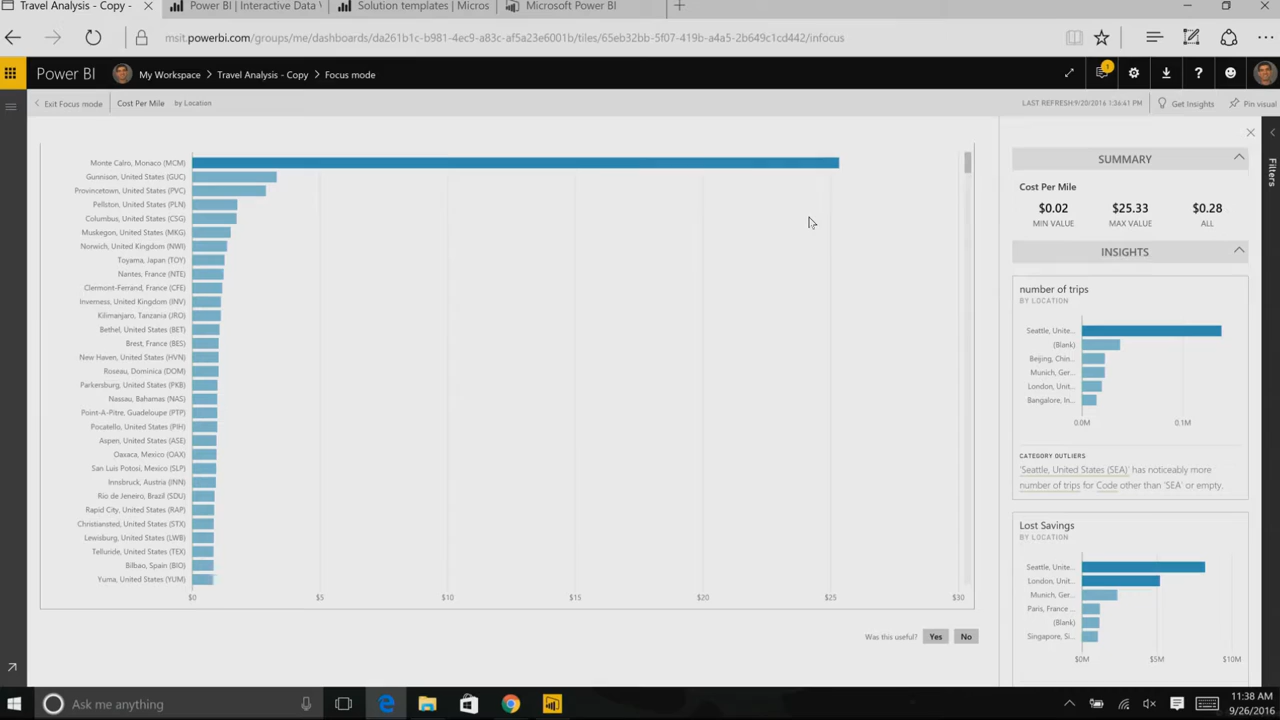 Travel Analysis - Copy -
Power BI | Interactive Data V
Solution templates | Micros
Microsoft Power BI
msit.powerbi.com/groups/me/dashboards/da261b1c-b981-4ec9-a83c-af5a23e6001b/tiles/65eb32bb-5f07-419b-a4a5-2b649c1cd442/infocus
Power BI
My Workspace > Travel Analysis - Copy > Focus mode
1
Exit Focus mode
Cost Per Mile
by Location
LAST REFRESH:9/20/2016 1:36:41 PM
Get Insights
Pin visual
Filters
Monte Calro, Monaco (MCM)
Gunnison, United States (GUC)
Provincetown, United States (PVC)
Pellston, United States (PLN)
Columbus, United States (CSG)
Muskegon, United States (MKG)
Norwich, United Kingdom (NWI)
Toyama, Japan (TOY)
Nantes, France (NTE)
Clermont-Ferrand, France (CFE)
Inverness, United Kingdom (INV)
Kilimanjaro, Tanzania (JRO)
Bethel, United States (BET)
Brest, France (BES)
New Haven, United States (HVN)
Roseau, Dominica (DOM)
Parkersburg, United States (PKB)
Nassau, Bahamas (NAS)
Point-A-Pitre, Guadeloupe (PTP)
Pocatello, United States (PIH)
Aspen, United States (ASE)
Oaxaca, Mexico (OAX)
San Luis Potosi, Mexico (SLP)
Innsbruck, Austria (INN)
Rio de Jeneiro, Brazil (SDU)
Rapid City, United States (RAP)
Christiansted, United States (STX)
Lewisburg, United States (LWB)
Telluride, United States (TEX)
Bilbao, Spain (BIO)
Yuma, United States (YUM)
$0 $5 $10 $15 $20 $25 $30
Was this useful? Yes No
SUMMARY
Cost Per Mile
$0.02 $25.33 $0.28
MIN VALUE MAX VALUE ALL
INSIGHTS
number of trips
BY LOCATION
Seattle, Unite...
(Blank)
Beijing, Chin...
Munich, Ger...
London, Unit...
Bangalore, In...
0.0M 0.1M
CATEGORY OUTLIERS
'Seattle, United States (SEA)' has noticeably more
number of trips for Code other than 'SEA' or empty.
Lost Savings
BY LOCATION
Seattle, Unite...
London, Unit...
Munich, Ger...
Paris, France ...
(Blank)
Singapore, Si...
$0M $5M $10M
Ask me anything
11:38 AM
9/26/2016